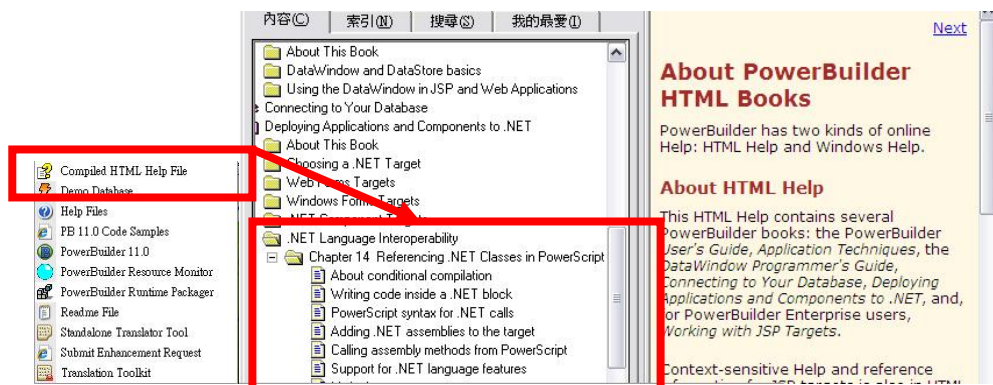 Compiled HTML Help File
Demo Database
Help Files
PB 11.0 Code Samples
PowerBuilder 11.0
PowerBuilder Resource Monitor
PowerBuilder Runtime Packager
Readme File
Standalone Translator Tool
Submit Enhancement Request
Translation Toolkit
內容(C) 索引(N) 搜尋(S) 我的最愛(I)
About This Book
DataWindow and DataStore basics
Using the DataWindow in JSP and Web Applications
Connecting to Your Database
Deploying Applications and Components to .NET
About This Book
Choosing a .NET Target
Web Forms Targets
Windows Forms Targets
.NET Component Targets
.NET Language Interoperability
Chapter 14 Referencing .NET Classes in PowerScript
About conditional compilation
Writing code inside a .NET block
PowerScript syntax for .NET calls
Adding .NET assemblies to the target
Calling assembly methods from PowerScript
Support for .NET language features
Next
About PowerBuilder
HTML Books
PowerBuilder has two kinds of online
Help: HTML Help and Windows Help.
About HTML Help
This HTML Help contains several
PowerBuilder books: the PowerBuilder
User's Guide, Application Techniques, the
DataWindow Programmer's Guide,
Connecting to Your Database, Deploying
Applications and Components to .NET, and,
for PowerBuilder Enterprise users,
Working with JSP Targets.
Context-sensitive Help and reference